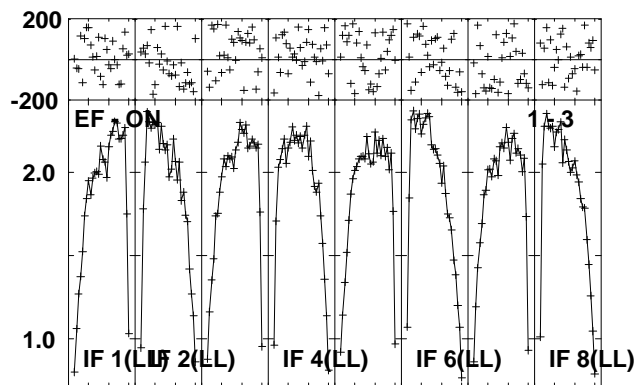 200
-200
EF - ON 1 - 3
2.0
1.0
IF 1(LL) IF 2(LL) IF 4(LL) IF 6(LL) IF 8(LL)